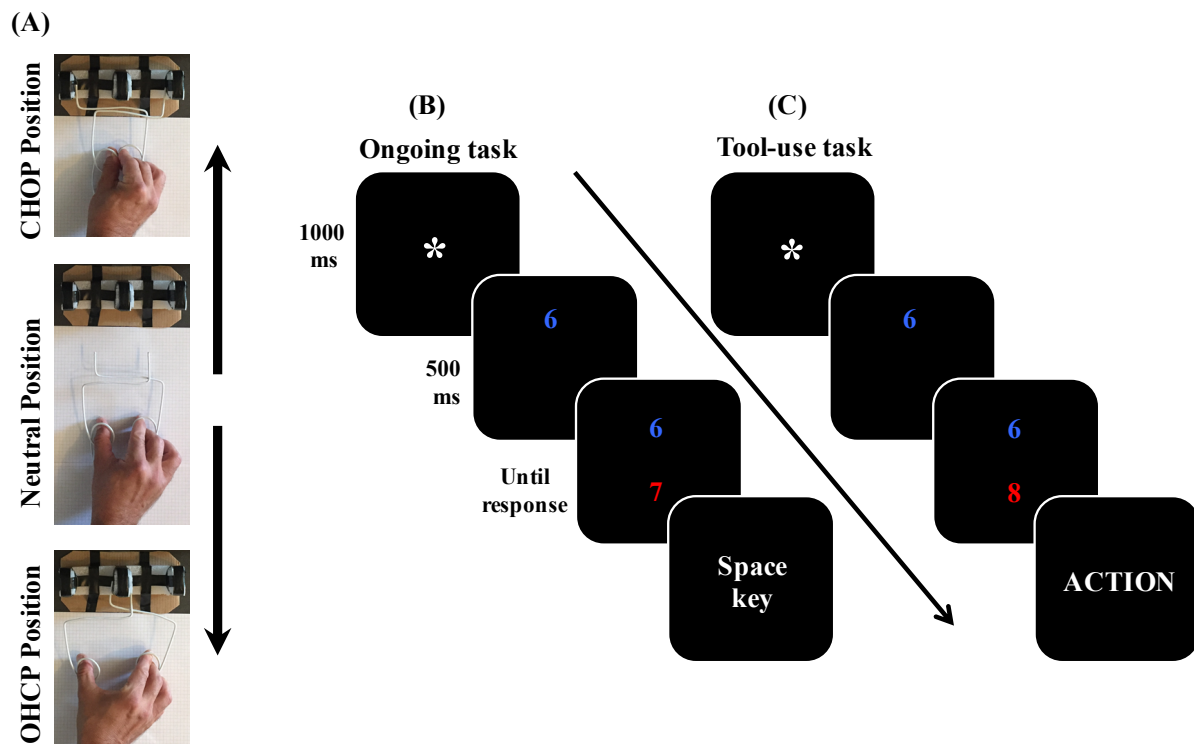 (A)
CHOP Position
Neutral Position
OHCP Position
(B)
Ongoing task
1000
ms
*
500
ms
6
Until
response
6
7
Space
key
(C)
Tool-use task
*
6
6
8
ACTION